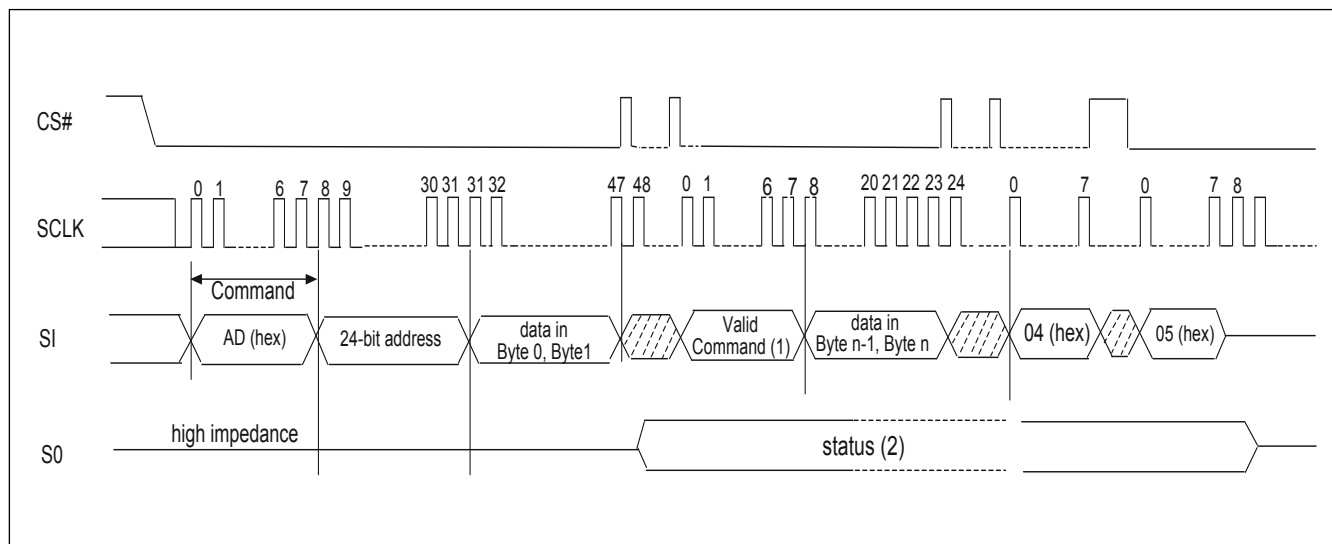 CS#
0 1 6 7 8 9 30 31 31 32 47 48 0 1 6 7 8 20 21 22 23 24 0 7 0 7 8
SCLK
Command
SI
AD (hex)
24-bit address
data in
Byte 0, Byte1
Valid
Command (1)
data in
Byte n-1, Byte n
04 (hex)
05 (hex)
high impedance
S0
status (2)